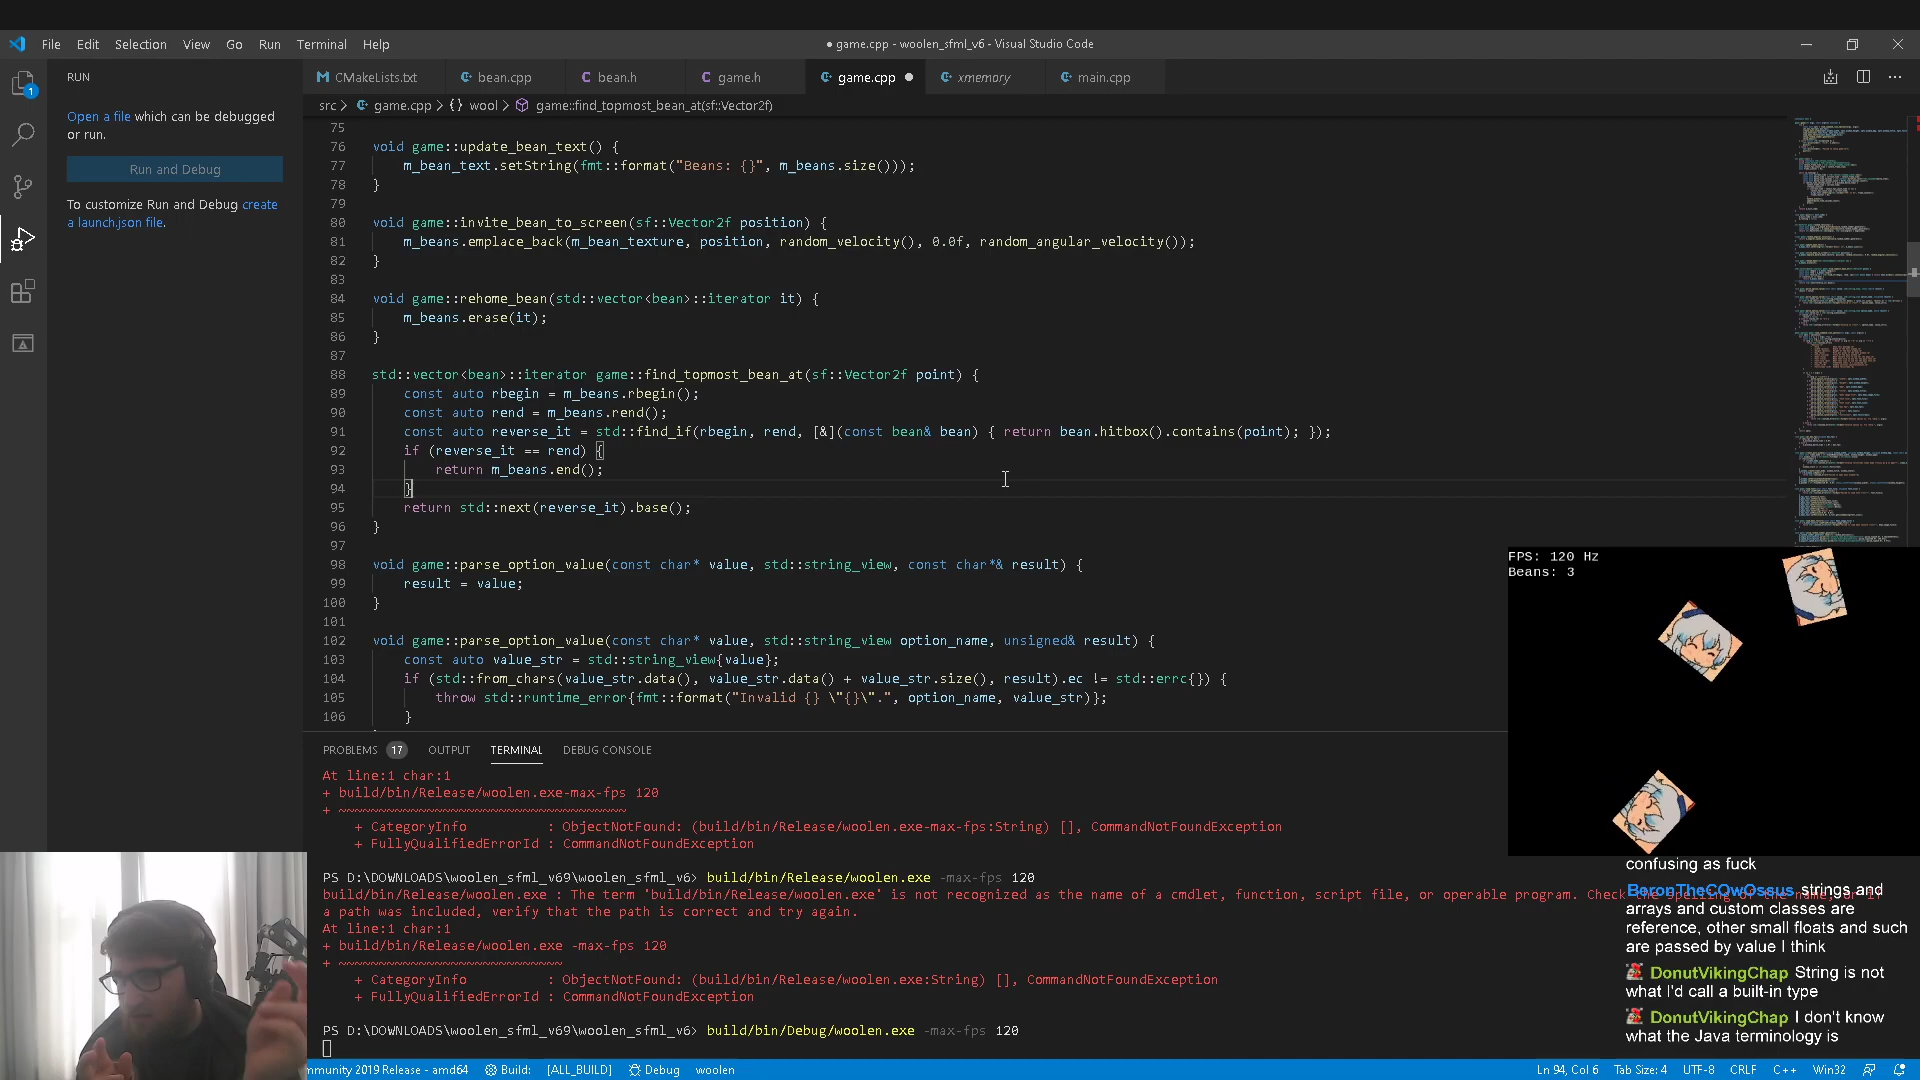 File Edit Selection View Go Run Terminal Help
● game.cpp - woolen_sfml_v6 - Visual Studio Code
RUN
CMakeLists.txt bean.cpp bean.h game.h game.cpp ● xmemory main.cpp
src > game.cpp > {} wool > game::find_topmost_bean_at(sf::Vector2f)
1
Open a file which can be debugged
or run.
Run and Debug
To customize Run and Debug create
a launch.json file.
75
76 void game::update_bean_text() {
77 m_bean_text.setString(fmt::format("Beans: {}", m_beans.size()));
78 }
79
80 void game::invite_bean_to_screen(sf::Vector2f position) {
81 m_beans.emplace_back(m_bean_texture, position, random_velocity(), 0.0f, random_angular_velocity());
82 }
83
84 void game::rehome_bean(std::vector<bean>::iterator it) {
85 m_beans.erase(it);
86 }
87
88 std::vector<bean>::iterator game::find_topmost_bean_at(sf::Vector2f point) {
89 const auto rbegin = m_beans.rbegin();
90 const auto rend = m_beans.rend();
91 const auto reverse_it = std::find_if(rbegin, rend, [&](const bean& bean) { return bean.hitbox().contains(point); });
92 if (reverse_it == rend) {
93 return m_beans.end();
94 }
95 return std::next(reverse_it).base();
96 }
97
98 void game::parse_option_value(const char* value, std::string_view, const char*& result) {
99 result = value;
100 }
101
102 void game::parse_option_value(const char* value, std::string_view option_name, unsigned& result) {
103 const auto value_str = std::string_view{value};
104 if (std::from_chars(value_str.data(), value_str.data() + value_str.size(), result).ec != std::errc{}) {
105 throw std::runtime_error{fmt::format("Invalid {} \"{}\".", option_name, value_str)};
106 }
FPS: 120 Hz
Beans: 3
PROBLEMS 17 OUTPUT TERMINAL DEBUG CONSOLE
At line:1 char:1
+ build/bin/Release/woolen.exe-max-fps 120
+ ~~~~~~~~~~~~~~~~~~~~~~~~~~~~~~~~~~~~
+ CategoryInfo : ObjectNotFound: (build/bin/Release/woolen.exe-max-fps:String) [], CommandNotFoundException
+ FullyQualifiedErrorId : CommandNotFoundException
PS D:\DOWNLOADS\woolen_sfml_v69\woolen_sfml_v6> build/bin/Release/woolen.exe -max-fps 120
build/bin/Release/woolen.exe : The term 'build/bin/Release/woolen.exe' is not recognized as the name of a cmdlet, function, script file, or operable program. Check the spelling of the name, or if
a path was included, verify that the path is correct and try again.
At line:1 char:1
+ build/bin/Release/woolen.exe -max-fps 120
+ ~~~~~~~~~~~~~~~~~~~~~~~~~~~~
+ CategoryInfo : ObjectNotFound: (build/bin/Release/woolen.exe:String) [], CommandNotFoundException
+ FullyQualifiedErrorId : CommandNotFoundException
PS D:\DOWNLOADS\woolen_sfml_v69\woolen_sfml_v6> build/bin/Debug/woolen.exe -max-fps 120
confusing as fuck
BeronTheCOwOssus strings and
arrays and custom classes are
reference, other small floats and such
are passed by value I think
DonutVikingChap String is not
what I'd call a built-in type
DonutVikingChap I don't know
what the Java terminology is
mmunity 2019 Release - amd64 Build: [ALL_BUILD] Debug woolen Ln 94, Col 6 Tab Size: 4 UTF-8 CRLF C++ Win32